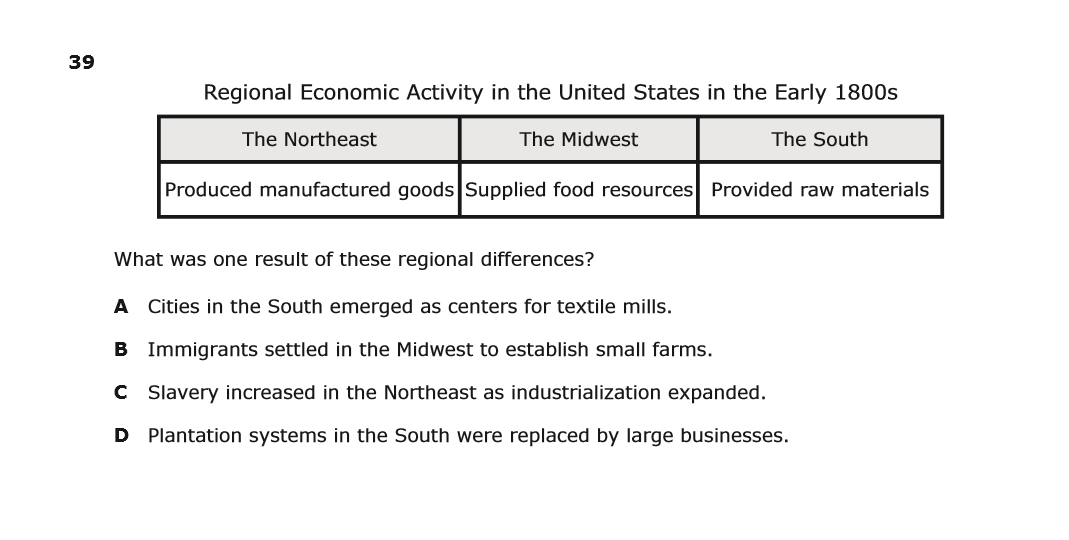 39
Regional Economic Activity in the United States in the Early 1800s
The Northeast The Midwest The South
Produced manufactured goods Supplied food resources Provided raw materials
What was one result of these regional differences?
A Cities in the South emerged as centers for textile mills.
B Immigrants settled in the Midwest to establish small farms.
C Slavery increased in the Northeast as industrialization expanded.
D Plantation systems in the South were replaced by large businesses.